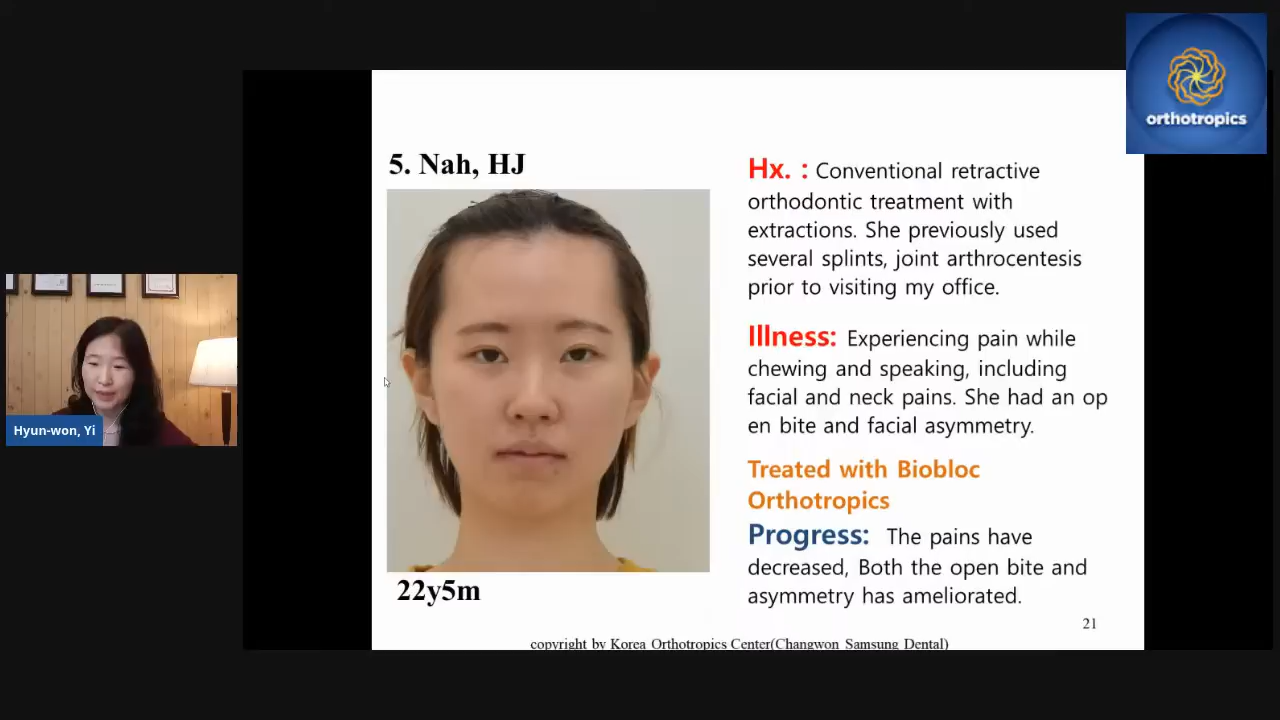 orthotropics
5. Nah, HJ
Hx. : Conventional retractive
orthodontic treatment with
extractions. She previously used
several splints, joint arthrocentesis
prior to visiting my office.
Illness: Experiencing pain while
chewing and speaking, including
facial and neck pains. She had an op
en bite and facial asymmetry.
Treated with Biobloc
Orthotropics
Progress: The pains have
decreased, Both the open bite and
asymmetry has ameliorated.
22y5m
21
copyright by Korea Orthotropics Center(Changwon Samsung Dental)
Hyun-won, Yi